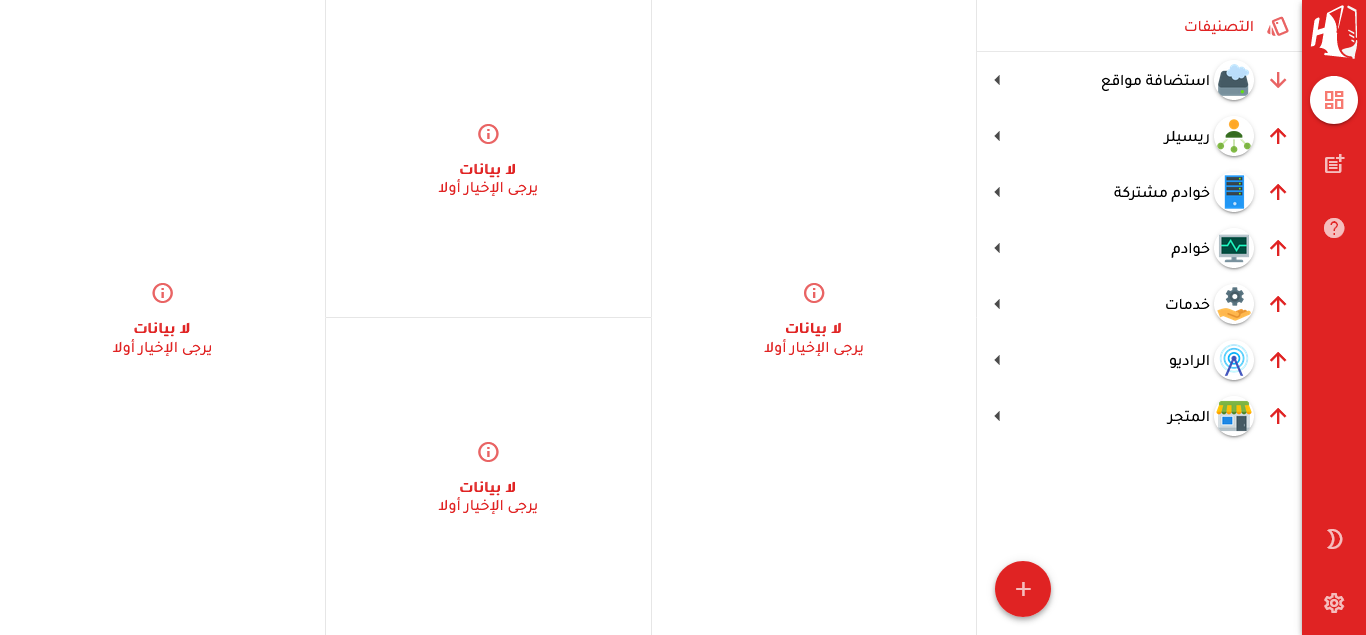 التصنيفات
استضافة مواقع
ريسيلر
خوادم مشتركة
خوادم
خدمات
الراديو
المتجر
لا بيانات
يرجى الإخيار أولا
لا بيانات
يرجى الإخيار أولا
لا بيانات
يرجى الإخيار أولا
لا بيانات
يرجى الإخيار أولا